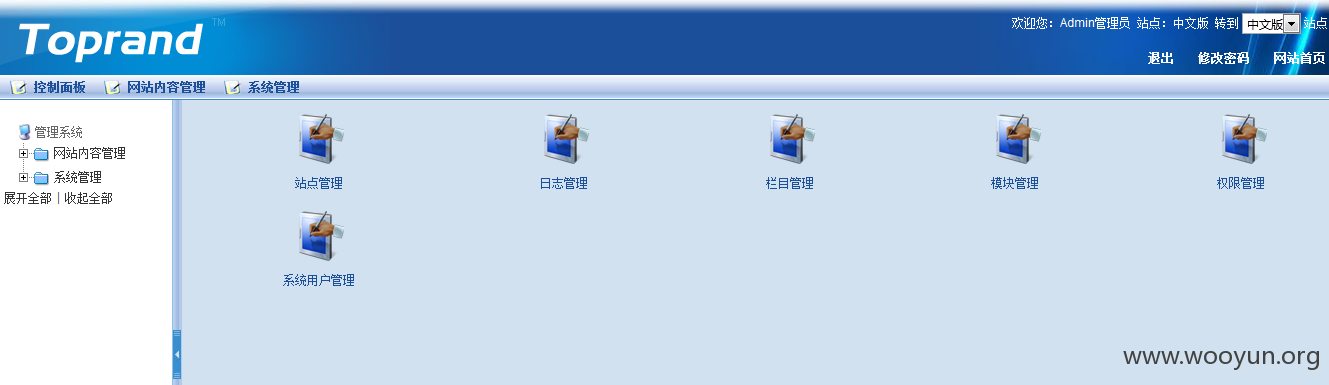 Toprand TM
欢迎您：Admin管理员 站点：中文版 转到 中文版 站点
退出 修改密码 网站首页
控制面板 网站内容管理 系统管理
管理系统
网站内容管理
系统管理
展开全部 | 收起全部
站点管理 日志管理 栏目管理 模块管理 权限管理
系统用户管理
www.wooyun.org